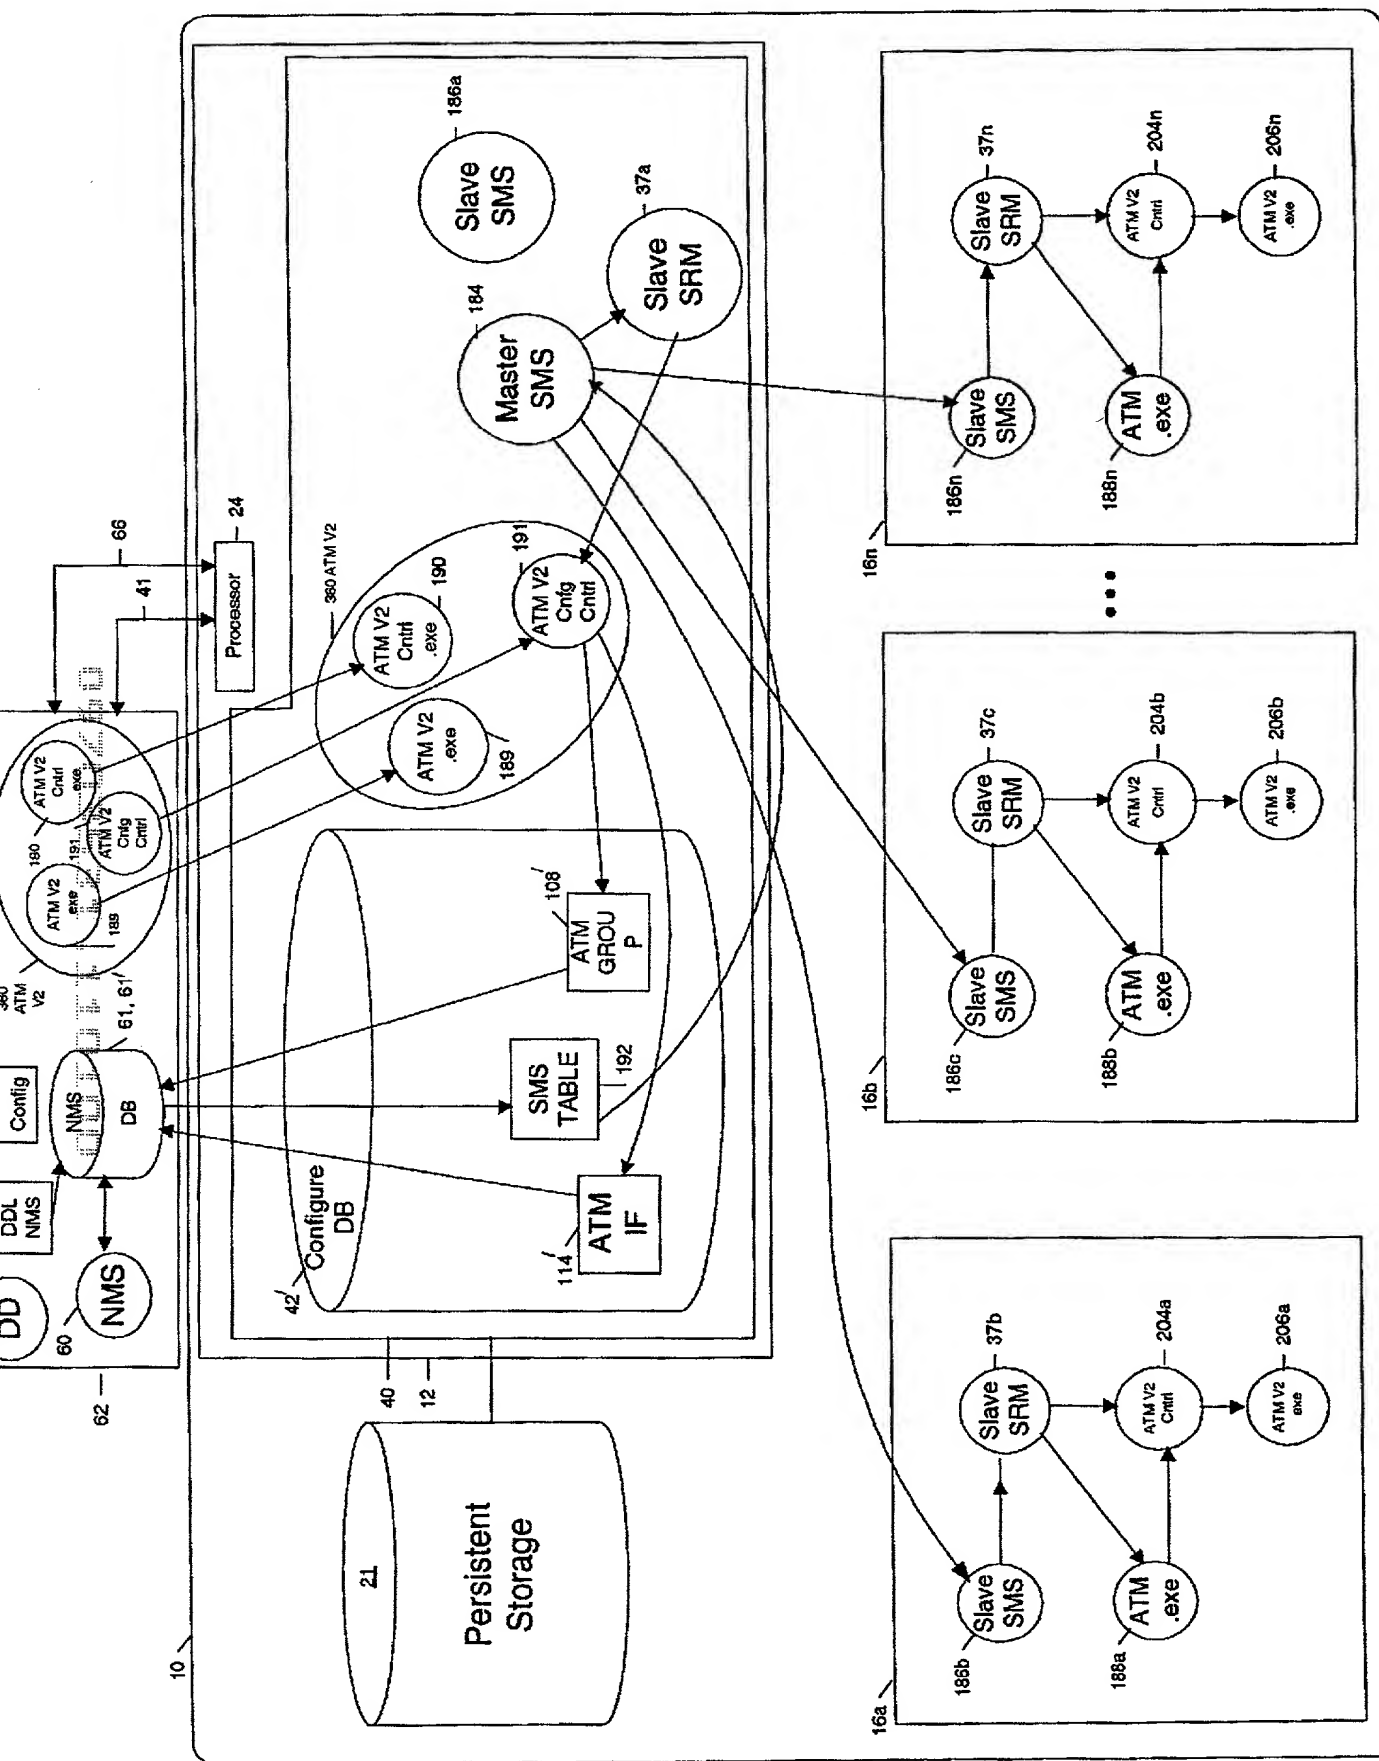 DD
DDL
NMS
Config
60
NMS
NMS
DB
61, 61'
62
360
ATM
V2
ATM V2
.exe
189
190
ATM V2
Cntrl
.exe
191
ATM V2
Cnfg
Cntrl
41
66
Processor
24
10
12
40
21
Persistent
Storage
42'
Configure
DB
114'
ATM
IF
SMS
TABLE
192
108'
ATM
GROU
P
360 ATM V2
ATM V2
.exe
189
ATM V2
Cntrl
.exe
190
191
ATM V2
Cnfg
Cntrl
Master
SMS
184
Slave
SMS
186a
Slave
SRM
37a
16a
186b
Slave
SMS
Slave
SRM
37b
188a
ATM
.exe
ATM V2
Cntrl
204a
ATM V2
exe
206a
16b
186c
Slave
SMS
Slave
SRM
37c
188b
ATM
.exe
ATM V2
Cntrl
204b
ATM V2
.exe
206b
16n
186n
Slave
SMS
Slave
SRM
37n
188n
ATM
.exe
ATM V2
Cntrl
204n
ATM V2
.exe
206n